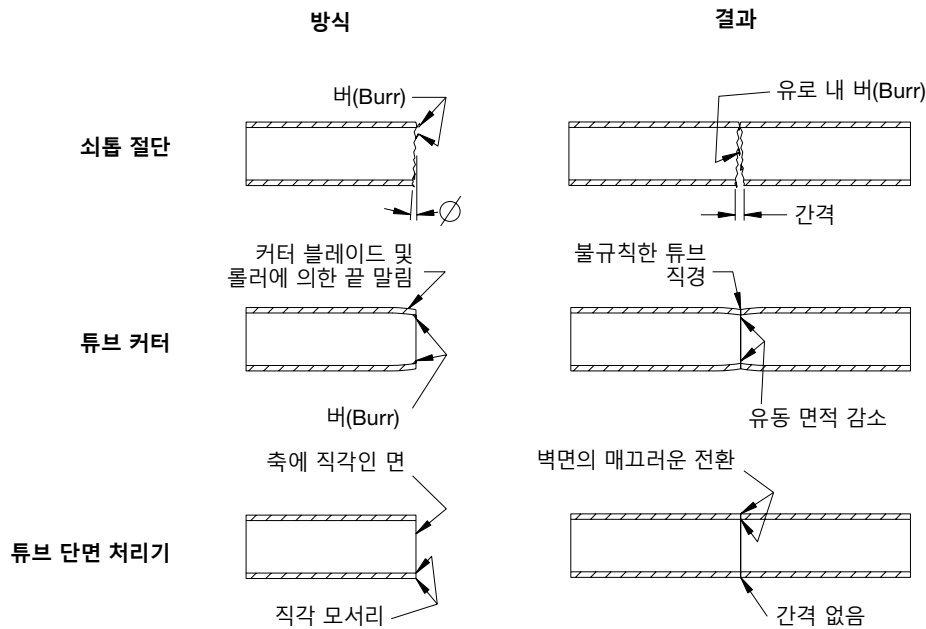 방식
결과
쇠톱 절단
버(Burr)
유로 내 버(Burr)
간격
튜브 커터
커터 블레이드 및
롤러에 의한 끝 말림
버(Burr)
불규칙한 튜브
직경
유동 면적 감소
튜브 단면 처리기
축에 직각인 면
직각 모서리
벽면의 매끄러운 전환
간격 없음